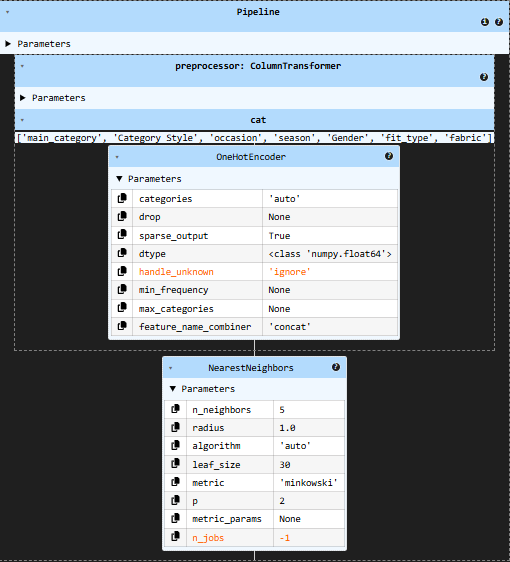 Pipeline
i ?
▶ Parameters
preprocessor: ColumnTransformer
?
▶ Parameters
cat
['main_category', 'Category Style', 'occasion', 'season', 'Gender', 'fit_type', 'fabric']
OneHotEncoder ?
▼ Parameters
categories 'auto'
drop None
sparse_output True
dtype <class 'numpy.float64'>
handle_unknown 'ignore'
min_frequency None
max_categories None
feature_name_combiner 'concat'
NearestNeighbors ?
▼ Parameters
n_neighbors 5
radius 1.0
algorithm 'auto'
leaf_size 30
metric 'minkowski'
p 2
metric_params None
n_jobs -1